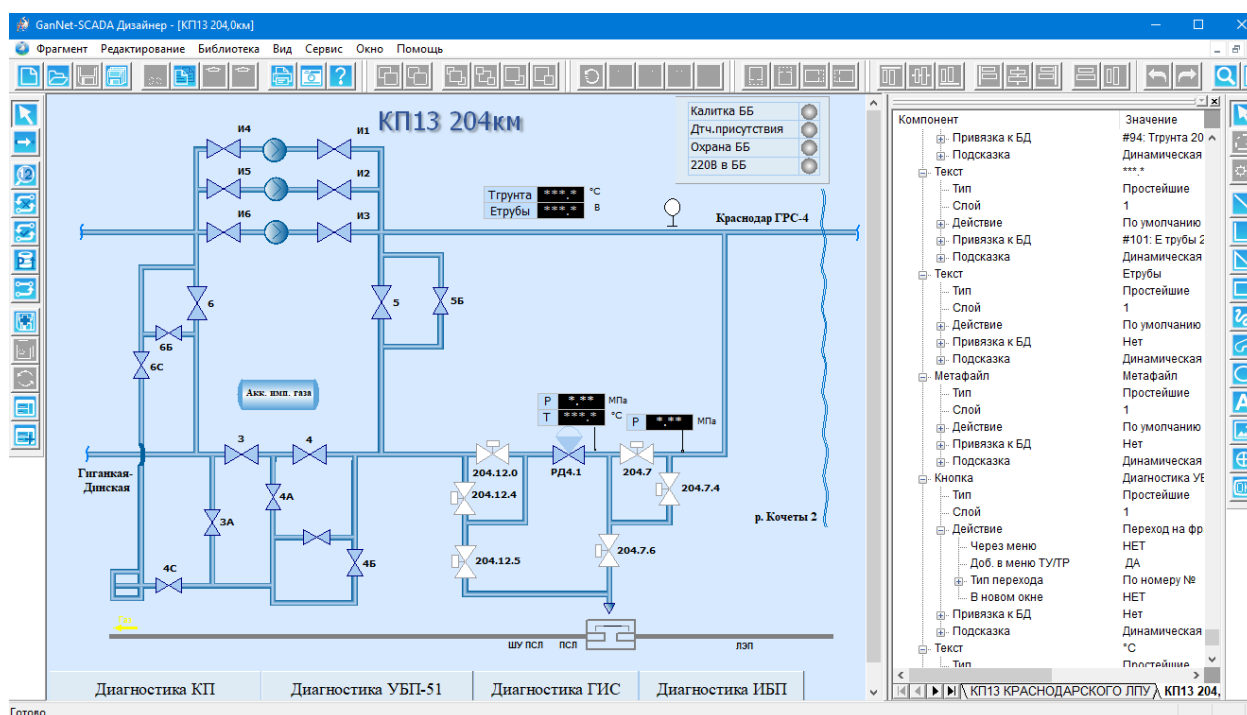 GanNet-SCADA Дизайнер - [КП13 204,0км]
Фрагмент Редактирование Библиотека Вид Сервис Окно Помощь
КП13 204км
Калитка ББ
Дтч.присутствия
Охрана ББ
220В в ББ
И4 И1
И5 И2
И6 И3
Тгрунта ***.* °С
Етрубы ***.* В
Краснодар ГРС-4
6 5 5Б
6Б
6С
Акк. имп. газа
Р *.** МПа
Т ***.* °С
Р *.** МПа
3 4
Гиганкая-
Динская
204.12.0 РД4.1 204.7
204.12.4 204.7.4
4А
3А
р. Кочеты 2
204.12.5 204.7.6
4С 4Б
ШУ ПСЛ ПСЛ ЛЭП
Диагностика КП Диагностика УБП-51 Диагностика ГИС Диагностика ИБП
Компонент Значение
Привязка к БД #94: Тгрунта 20
Подсказка Динамическая
Текст ***.*
Тип Простейшие
Слой 1
Действие По умолчанию
Привязка к БД #101: Е трубы 2
Подсказка Динамическая
Текст Етрубы
Тип Простейшие
Слой 1
Действие По умолчанию
Привязка к БД Нет
Подсказка Динамическая
Метафайл Метафайл
Тип Простейшие
Слой 1
Действие По умолчанию
Привязка к БД Нет
Подсказка Динамическая
Кнопка Диагностика УБ
Тип Простейшие
Слой 1
Действие Переход на фр
Через меню НЕТ
Доб. в меню ТУ/ТР ДА
Тип перехода По номеру №
В новом окне НЕТ
Привязка к БД Нет
Подсказка Динамическая
Текст °С
Тип Простейшие
КП13 КРАСНОДАРСКОГО ЛПУ КП13 204,
Готово